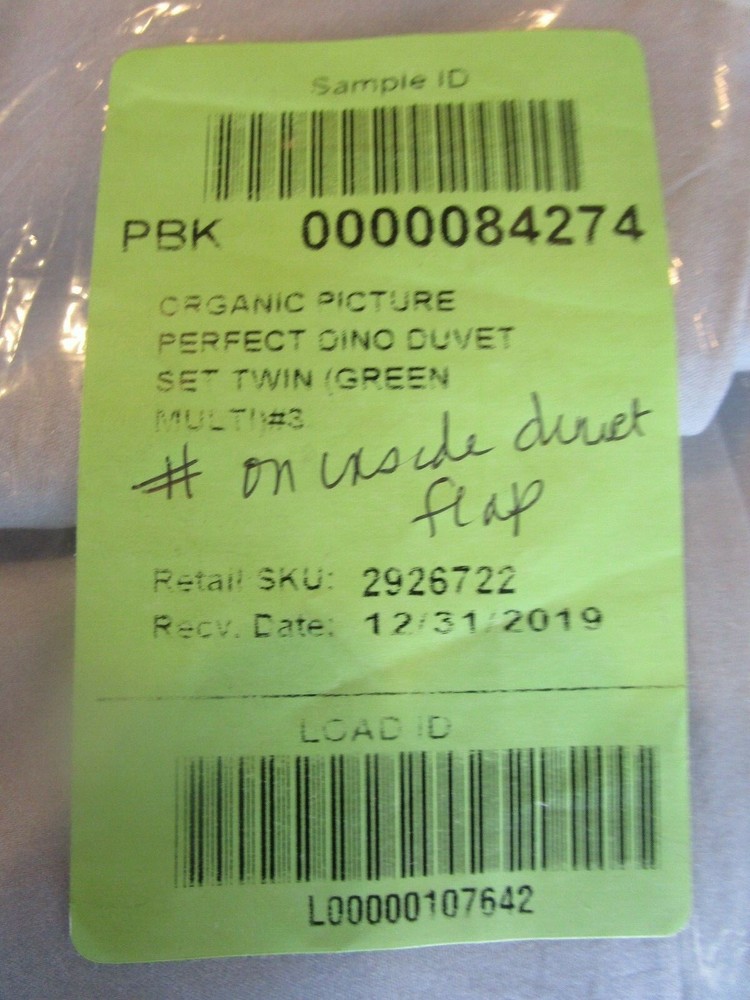 Sample ID
PBK 0000084274
ORGANIC PICTURE
PERFECT DINO DUVET
SET TWIN (GREEN
MULTI)#3
# on inside duvet
flap
Retail SKU: 2926722
Recv. Date: 12/31/2019
LOAD ID
L00000107642